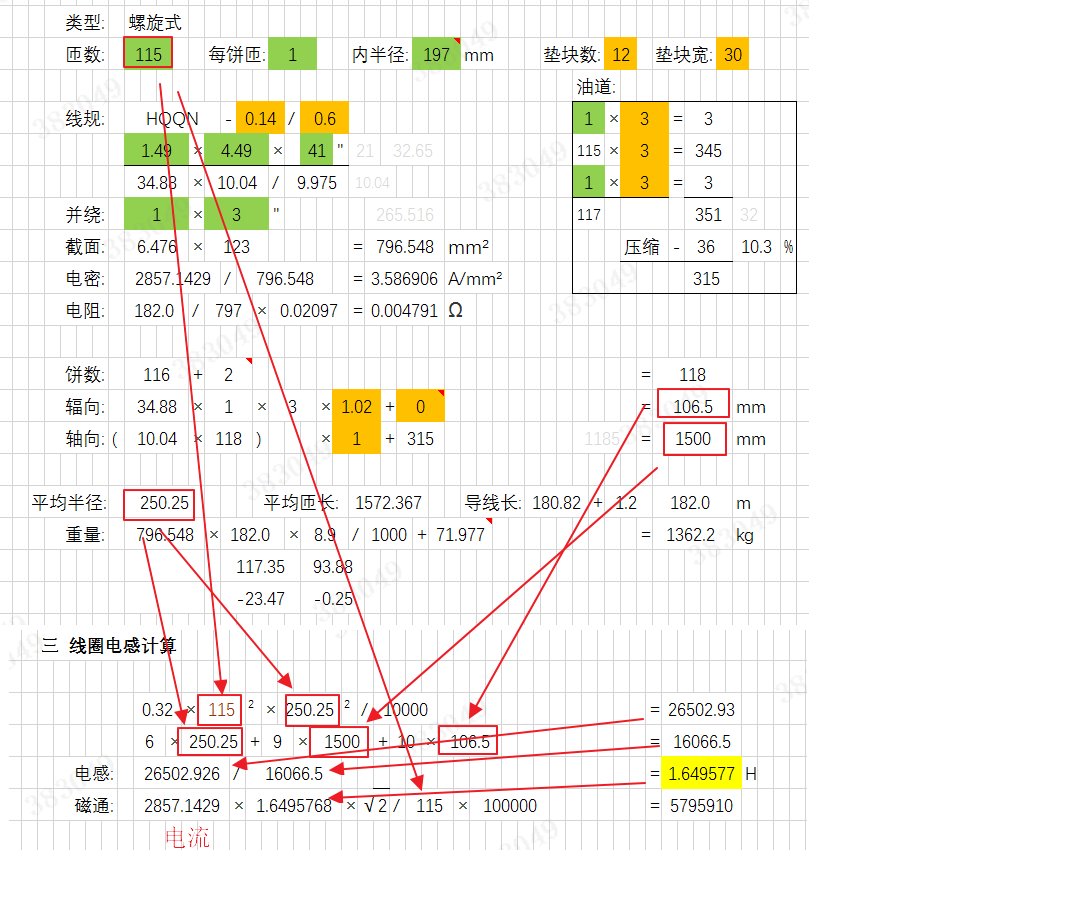 类型: 螺旋式
匝数: 115 每饼匝: 1 内半径: 197 mm 垫块数: 12 垫块宽: 30
油道:
线规: HQQN - 0.14 / 0.6 1 × 3 = 3
1.49 × 4.49 × 41 " 21 32.65 115 × 3 = 345
34.88 × 10.04 / 9.975 10.04 1 × 3 = 3
并绕: 1 × 3 " 265.516 117 351 32
截面: 6.476 × 123 = 796.548 mm² 压缩 - 36 10.3 %
电密: 2857.1429 / 796.548 = 3.586906 A/mm² 315
电阻: 182.0 / 797 × 0.02097 = 0.004791 Ω
饼数: 116 + 2 = 118
辐向: 34.88 × 1 × 3 × 1.02 + 0 = 106.5 mm
轴向: ( 10.04 × 118 ) × 1 + 315 1185 = 1500 mm
平均半径: 250.25 平均匝长: 1572.367 导线长: 180.82 + 1.2 182.0 m
重量: 796.548 × 182.0 × 8.9 / 1000 + 71.977 = 1362.2 kg
117.35 93.88
-23.47 -0.25
三 线圈电感计算
0.32 × 115 ² × 250.25 ² / 10000 = 26502.93
6 × 250.25 + 9 × 1500 + 10 × 106.5 = 16066.5
电感: 26502.926 / 16066.5 = 1.649577 H
磁通: 2857.1429 × 1.6495768 × √2 / 115 × 100000 = 5795910
电流
383049